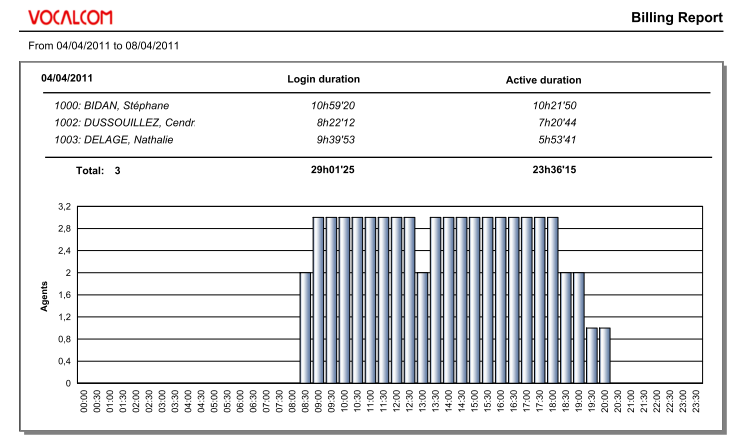 VOCALCOM
Billing Report
From 04/04/2011 to 08/04/2011
04/04/2011 Login duration Active duration
1000: BIDAN, Stéphane 10h59'20 10h21'50
1002: DUSSOUILLEZ, Cendr 8h22'12 7h20'44
1003: DELAGE, Nathalie 9h39'53 5h53'41
Total: 3 29h01'25 23h36'15
3,2
2,8
2,4
2
1,6
1,2
0,8
0,4
0
Agents
00:00 00:30 01:00 01:30 02:00 02:30 03:00 03:30 04:00 04:30 05:00 05:30 06:00 06:30 07:00 07:30 08:00 08:30 09:00 09:30 10:00 10:30 11:00 11:30 12:00 12:30 13:00 13:30 14:00 14:30 15:00 15:30 16:00 16:30 17:00 17:30 18:00 18:30 19:00 19:30 20:00 20:30 21:00 21:30 22:00 22:30 23:00 23:30